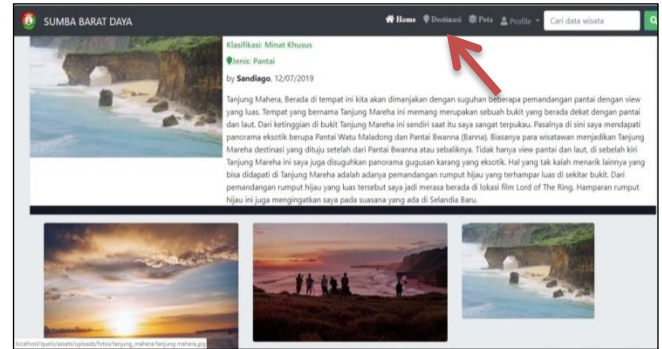 SUMBA BARAT DAYA
Home Destinasi Peta Profile Cari data wisata
Klasifikasi: Minat Khusus
Jenis: Pantai
by Sandiago, 12/07/2019
Tanjung Mahera, Berada di tempat ini kita akan dimanjakan dengan suguhan beberapa pemandangan pantai dengan view
yang luas. Tempat yang bernama Tanjung Mareha ini memang merupakan sebuah bukit yang berada dekat dengan pantai
dan laut. Dari ketinggian di bukit Tanjung Mareha ini sendiri saat itu saya sangat terpukau. Pasalnya di sini saya mendapati
panorama eksotik berupa Pantai Watu Maladong dan Pantai Bwanna (Banna). Biasanya para wisatawan menjadikan Tanjung
Mareha destinasi yang dituju setelah dari Pantai Bwanna atau sebaliknya. Tidak hanya view pantai dan laut, di sebelah kiri
Tanjung Mareha ini saya juga disuguhkan panorama gugusan karang yang eksotik. Hal yang tak kalah menarik lainnya yang
bisa didapati di Tanjung Mareha adalah adanya pemandangan rumput hijau yang terhampar luas di sekitar bukit. Dari
pemandangan rumput hijau yang luas tersebut saya jadi merasa berada di lokasi film Lord of The Ring. Hamparan rumput
hijau ini juga mengingatkan saya pada suasana yang ada di Selandia Baru.